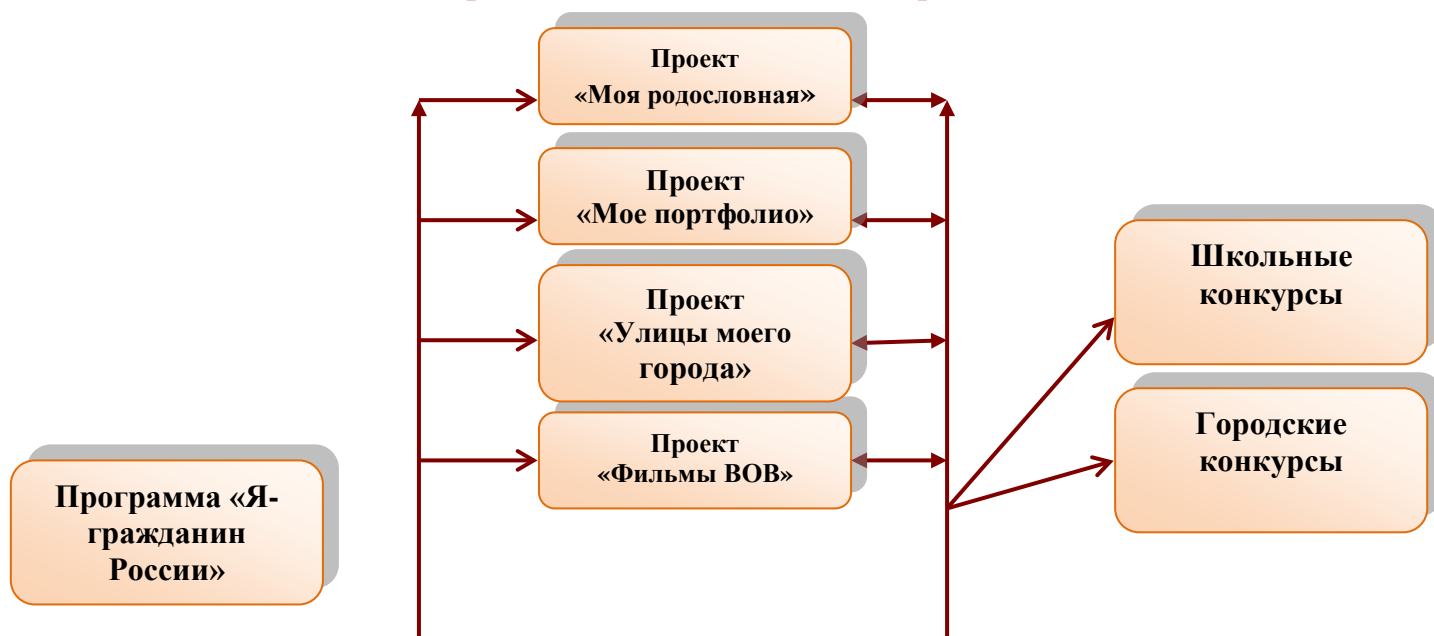 Проект
«Моя родословная»
Проект
«Мое портфолио»
Проект
«Улицы моего
города»
Проект
«Фильмы ВОВ»
Программа «Я-
гражданин
России»
Школьные
конкурсы
Городские
конкурсы